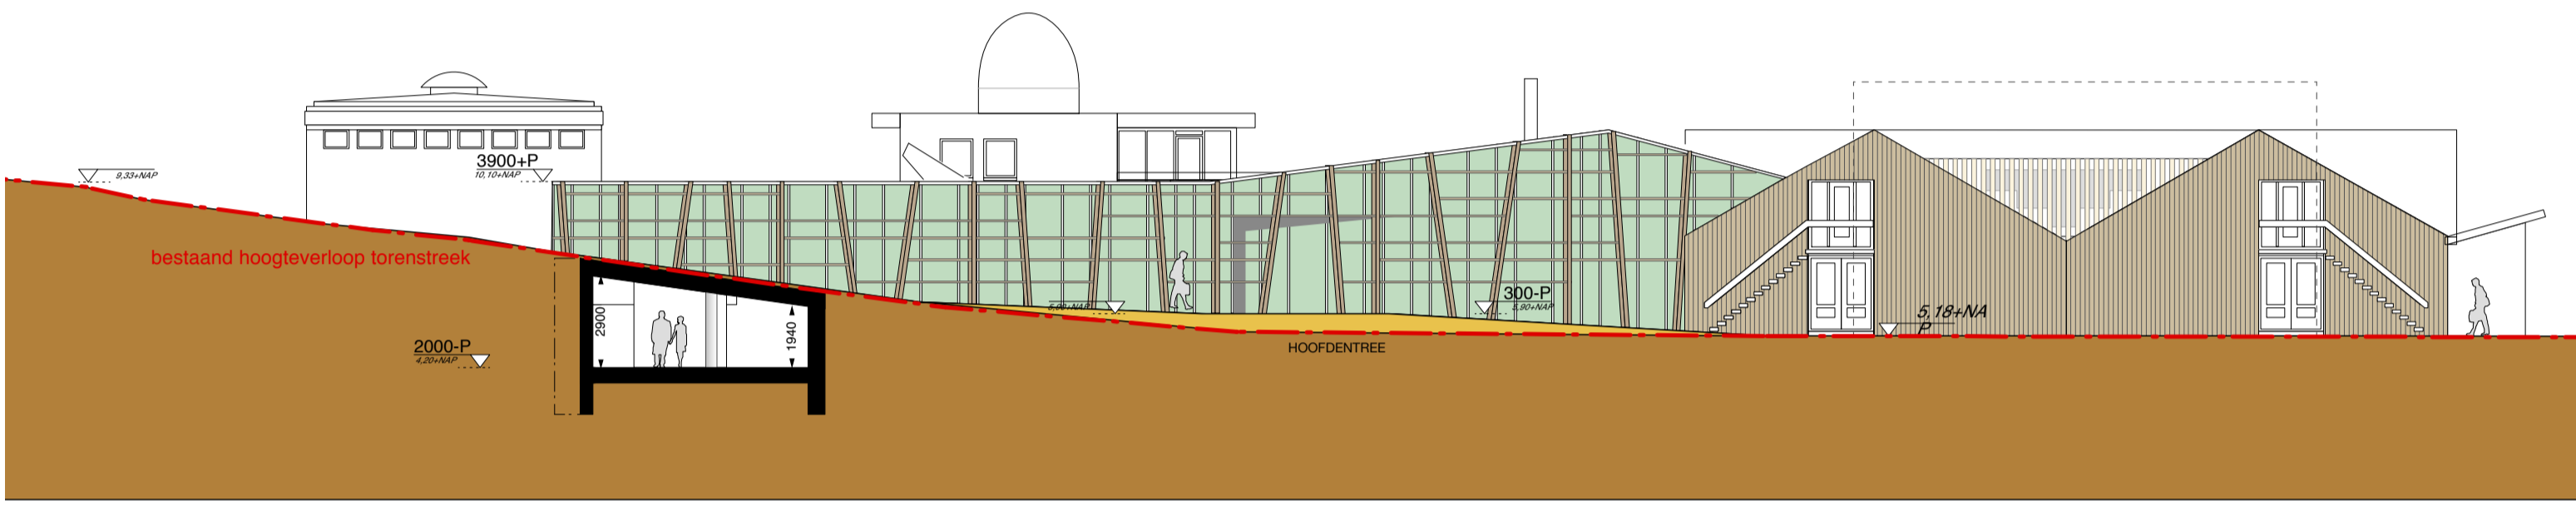 9,33+NAP
3900+P
10,10+NAP
bestaand hoogteverloop torenstreek
2900
1940
2000-P
4,20+NAP
300-P
5,90+NAP
HOOFDENTREE
5,18+NA
P